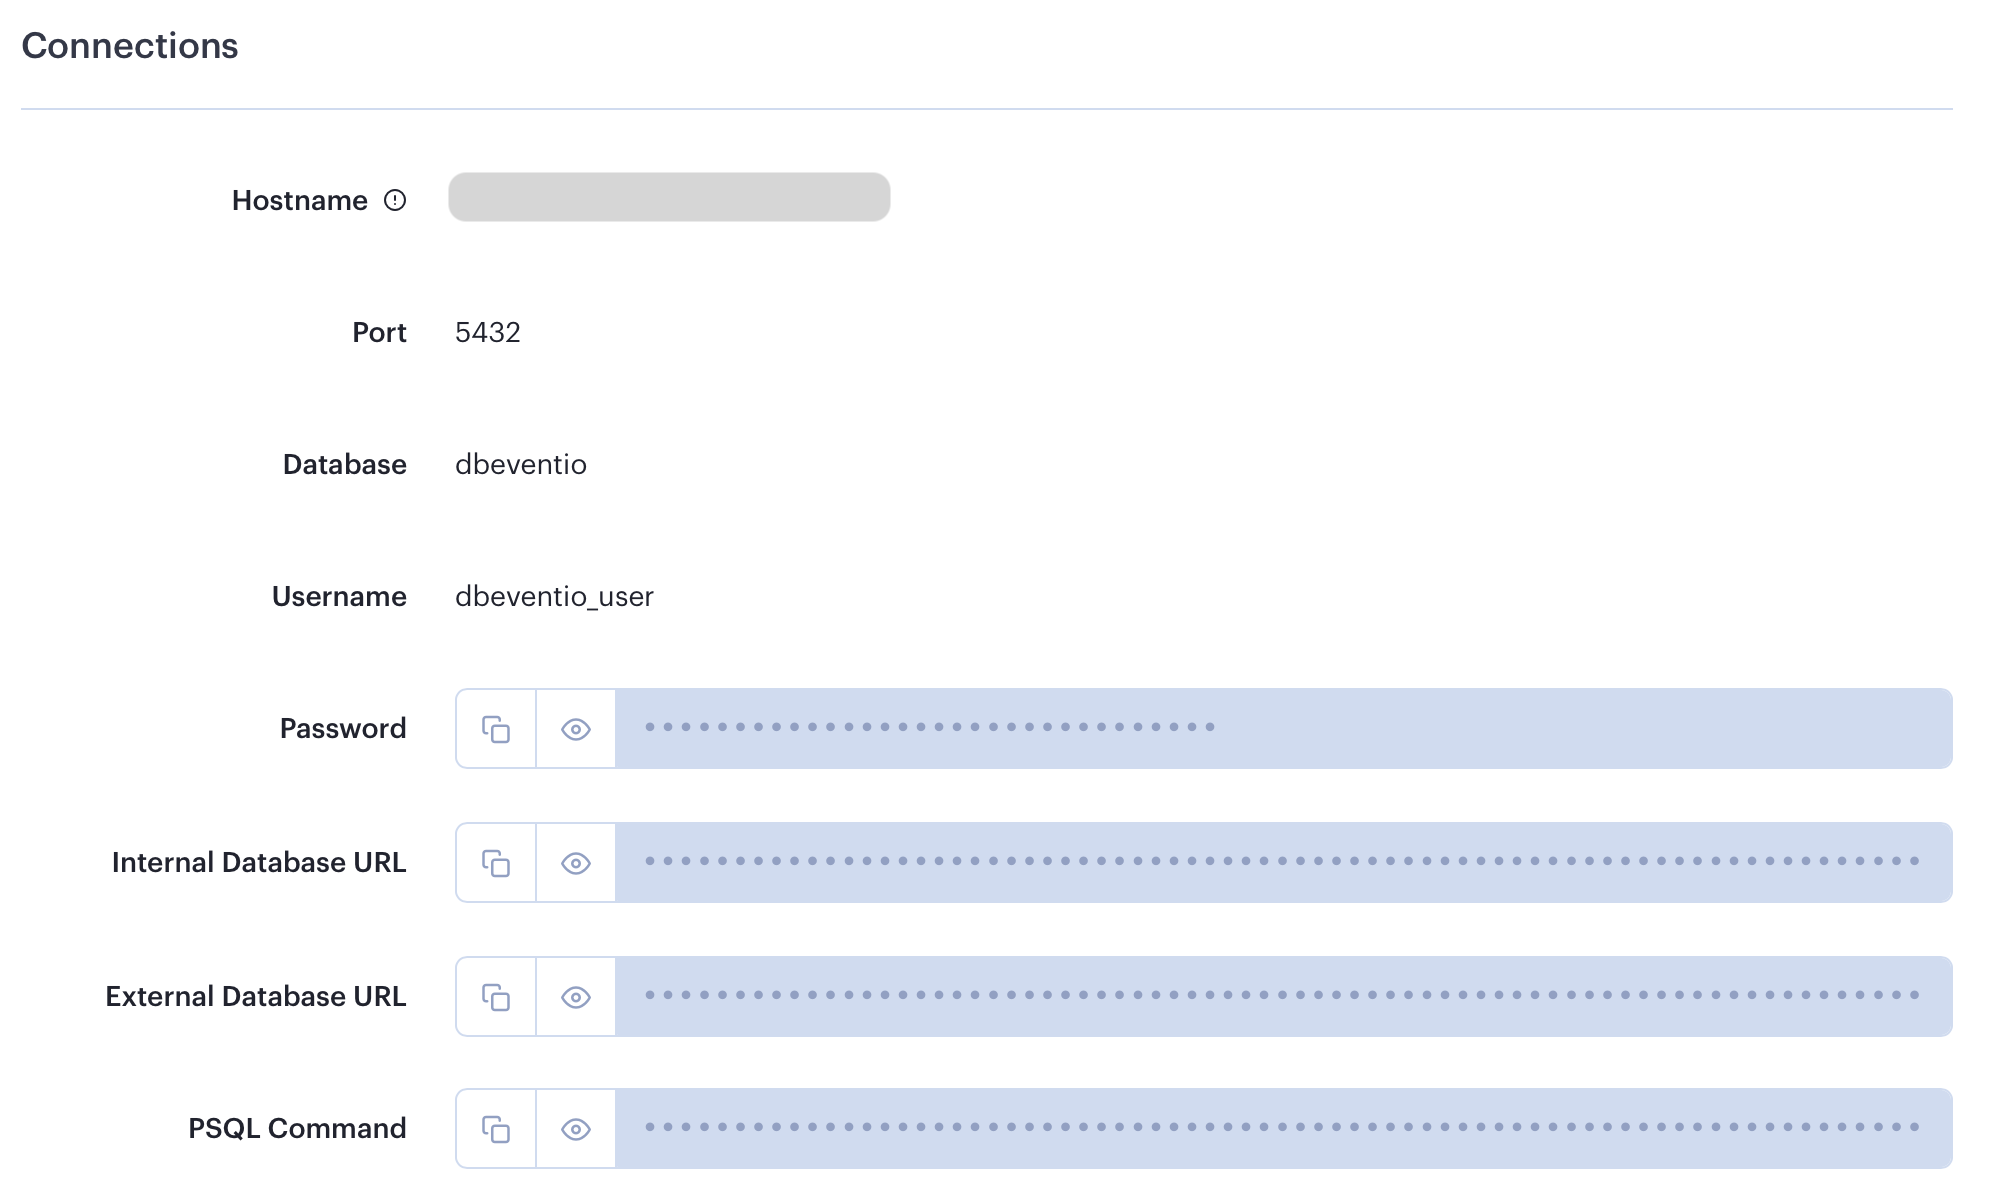 Connections
Hostname
Port 5432
Database dbeventio
Username dbeventio_user
Password ••••••••••••••••••••••••••••••••
Internal Database URL •••••••••••••••••••••••••••••••••••••••••••••••••••••••••••••••••••••••
External Database URL •••••••••••••••••••••••••••••••••••••••••••••••••••••••••••••••••••••••
PSQL Command •••••••••••••••••••••••••••••••••••••••••••••••••••••••••••••••••••••••